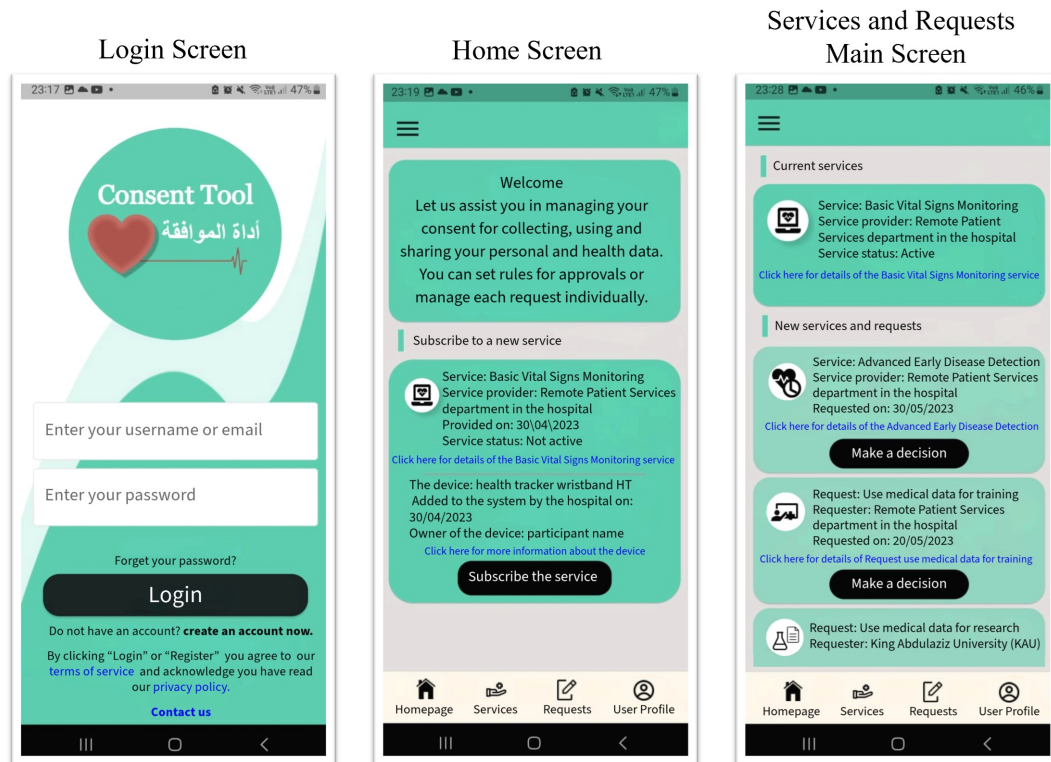 Login Screen
23:17
47%
Consent Tool
أداة الموافقة
Enter your username or email
Enter your password
Forget your password?
Login
Do not have an account? create an account now.
By clicking “Login” or “Register” you agree to our
terms of service and acknowledge you have read
our privacy policy.
Contact us
Home Screen
23:19
47%
Welcome
Let us assist you in managing your
consent for collecting, using and
sharing your personal and health data.
You can set rules for approvals or
manage each request individually.
Subscribe to a new service
Service: Basic Vital Signs Monitoring
Service provider: Remote Patient Services
department in the hospital
Provided on: 30\04\2023
Service status: Not active
Click here for details of the Basic Vital Signs Monitoring service
The device: health tracker wristband HT
Added to the system by the hospital on:
30/04/2023
Owner of the device: participant name
Click here for more information about the device
Subscribe the service
Homepage Services Requests User Profile
Services and Requests
Main Screen
23:28
46%
Current services
Service: Basic Vital Signs Monitoring
Service provider: Remote Patient
Services department in the hospital
Service status: Active
Click here for details of the Basic Vital Signs Monitoring service
New services and requests
Service: Advanced Early Disease Detection
Service provider: Remote Patient Services
department in the hospital
Requested on: 30/05/2023
Click here for details of the Advanced Early Disease Detection
Make a decision
Request: Use medical data for training
Requester: Remote Patient Services
department in the hospital
Requested on: 20/05/2023
Click here for details of Request use medical data for training
Make a decision
Request: Use medical data for research
Requester: King Abdulaziz University (KAU)
Homepage Services Requests User Profile